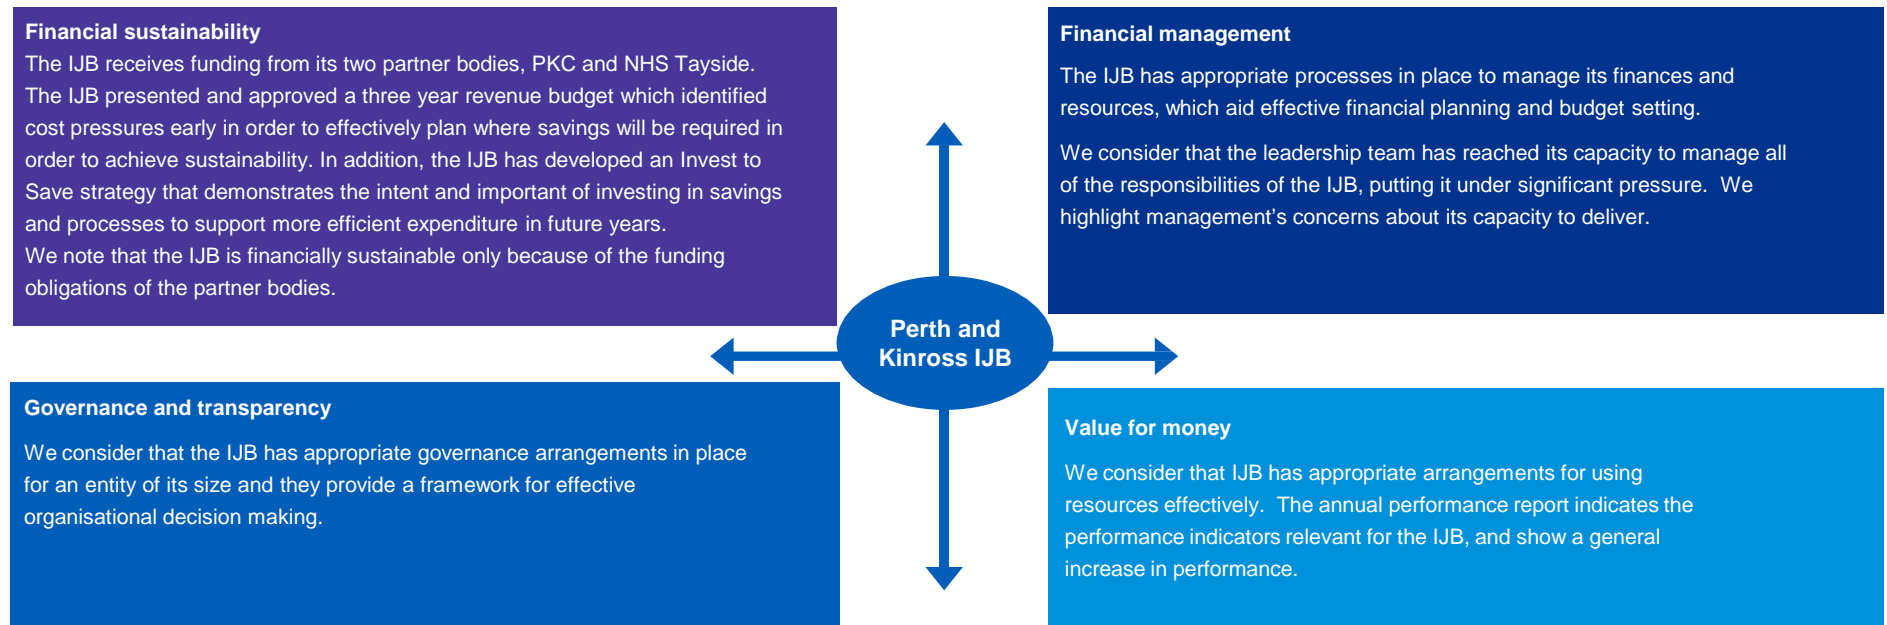 Financial sustainability
The IJB receives funding from its two partner bodies, PKC and NHS Tayside.
The IJB presented and approved a three year revenue budget which identified
cost pressures early in order to effectively plan where savings will be required in
order to achieve sustainability. In addition, the IJB has developed an Invest to
Save strategy that demonstrates the intent and important of investing in savings
and processes to support more efficient expenditure in future years.
We note that the IJB is financially sustainable only because of the funding
obligations of the partner bodies.
Financial management
The IJB has appropriate processes in place to manage its finances and
resources, which aid effective financial planning and budget setting.
We consider that the leadership team has reached its capacity to manage all
of the responsibilities of the IJB, putting it under significant pressure.  We
highlight management’s concerns about its capacity to deliver.
Perth and
Kinross IJB
Governance and transparency
We consider that the IJB has appropriate governance arrangements in place
for an entity of its size and they provide a framework for effective
organisational decision making.
Value for money
We consider that IJB has appropriate arrangements for using
resources effectively.  The annual performance report indicates the
performance indicators relevant for the IJB, and show a general
increase in performance.